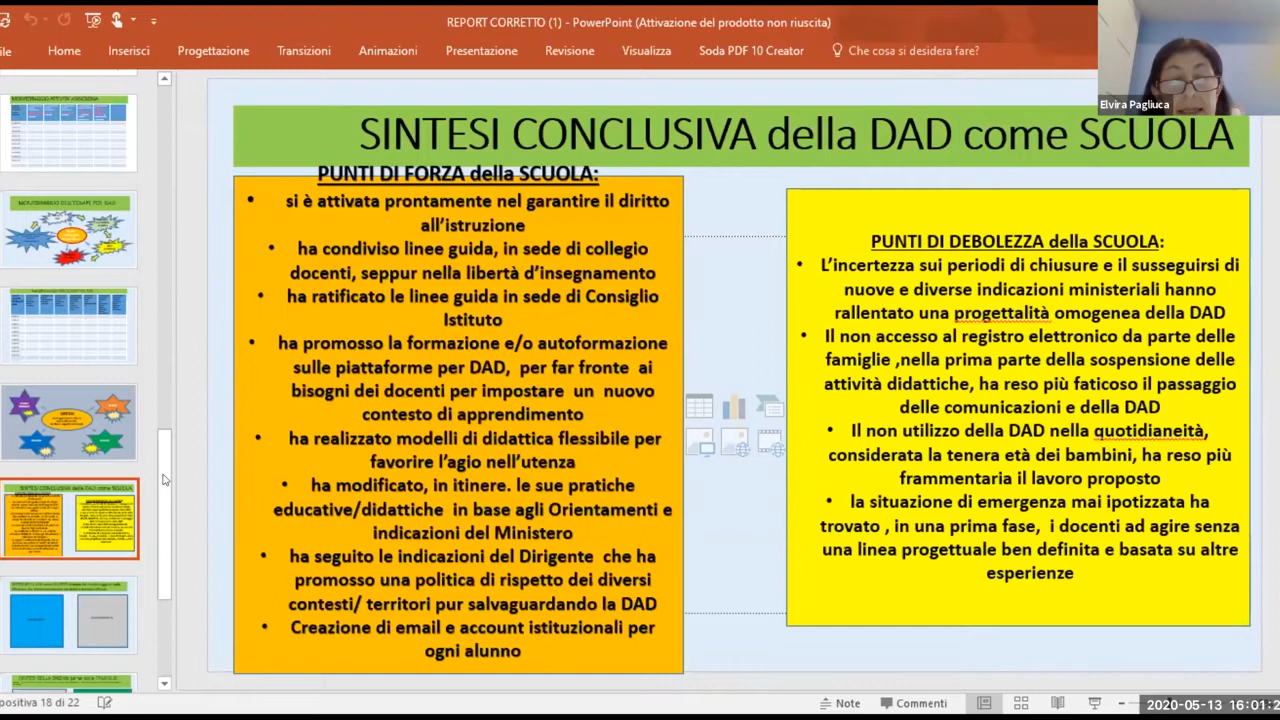 REPORT CORRETTO (1) - PowerPoint (Attivazione del prodotto non riuscita)
ile
Home
Inserisci
Progettazione
Transizioni
Animazioni
Presentazione
Revisione
Visualizza
Soda PDF 10 Creator
Che cosa si desidera fare?
Elvira Pagliuca
SINTESI CONCLUSIVA della DAD come SCUOLA
PUNTI DI FORZA della SCUOLA:
• si è attivata prontamente nel garantire il diritto
all’istruzione
• ha condiviso linee guida, in sede di collegio
docenti, seppur nella libertà d’insegnamento
• ha ratificato le linee guida in sede di Consiglio
Istituto
• ha promosso la formazione e/o autoformazione
sulle piattaforme per DAD, per far fronte ai
bisogni dei docenti per impostare un nuovo
contesto di apprendimento
• ha realizzato modelli di didattica flessibile per
favorire l’agio nell’utenza
• ha modificato, in itinere. le sue pratiche
educative/didattiche in base agli Orientamenti e
indicazioni del Ministero
• ha seguito le indicazioni del Dirigente che ha
promosso una politica di rispetto dei diversi
contesti/ territori pur salvaguardando la DAD
• Creazione di email e account istituzionali per
ogni alunno
PUNTI DI DEBOLEZZA della SCUOLA:
• L’incertezza sui periodi di chiusure e il susseguirsi di
nuove e diverse indicazioni ministeriali hanno
rallentato una progettalità omogenea della DAD
• Il non accesso al registro elettronico da parte delle
famiglie ,nella prima parte della sospensione delle
attività didattiche, ha reso più faticoso il passaggio
delle comunicazioni e della DAD
• Il non utilizzo della DAD nella quotidianeità,
considerata la tenera età dei bambini, ha reso più
frammentaria il lavoro proposto
• la situazione di emergenza mai ipotizzata ha
trovato , in una prima fase, i docenti ad agire senza
una linea progettuale ben definita e basata su altre
esperienze
SINTESI CONCLUSIVA della DAD come SCUOLA
positiva 18 di 22
Note
Commenti
2020-05-13 16:01:2